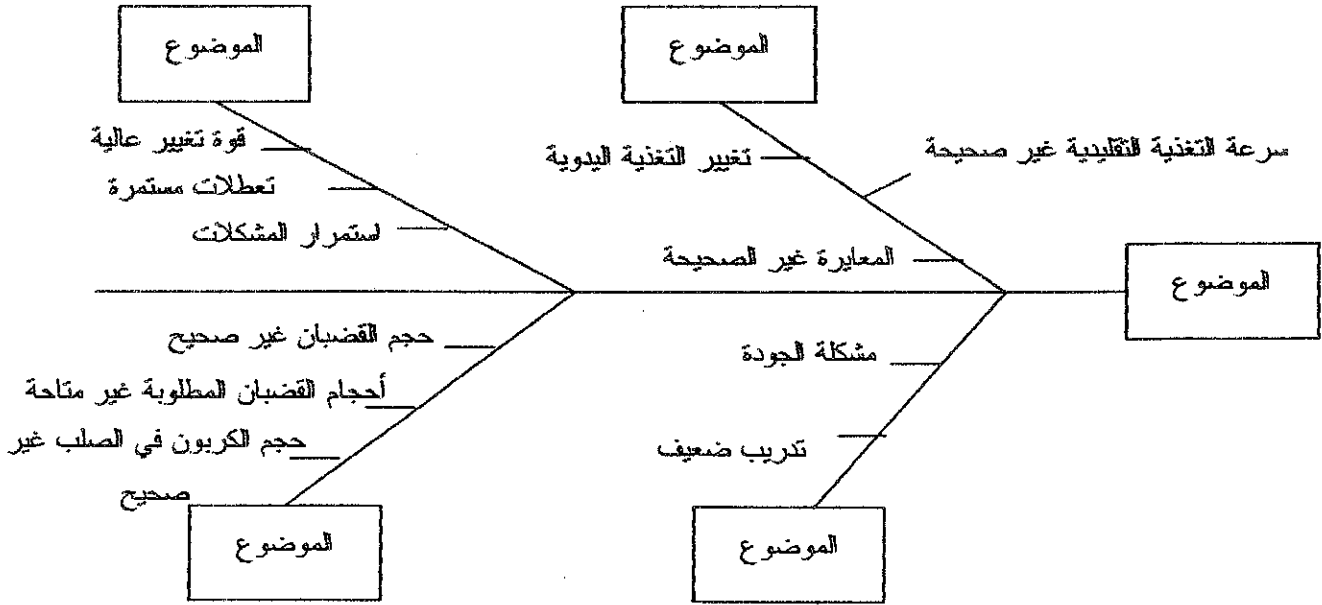 الموضوع
الموضوع
قوة تغيير عالية
تعطلات مستمرة
استمرار المشكلات
تغيير التغذية اليدوية
سرعة التغذية التقليدية غير صحيحة
المعايرة غير الصحيحة
الموضوع
حجم القضبان غير صحيح
أحجام القضبان المطلوبة غير متاحة
حجم الكربون في الصلب غير
صحيح
مشكلة الجودة
تدريب ضعيف
الموضوع
الموضوع